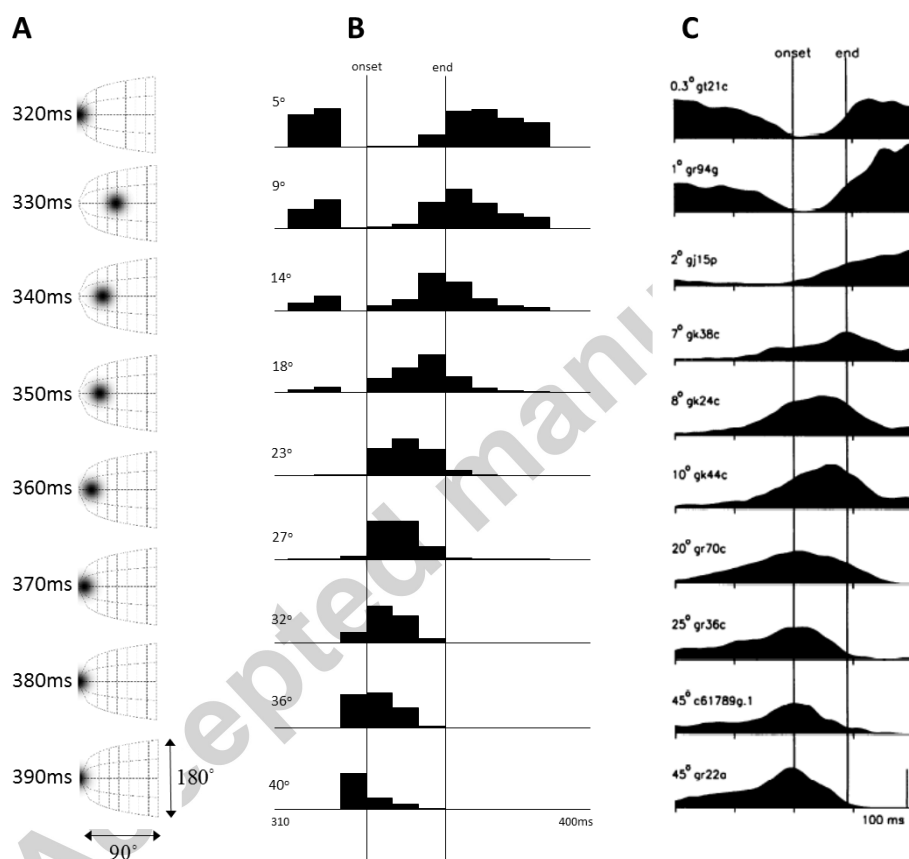 A
B
C
320ms
330ms
340ms
350ms
360ms
370ms
380ms
390ms
180°
90°
onset end
5°
9°
14°
18°
23°
27°
32°
36°
40°
310 400ms
onset end
0.3° gt21c
1° gr94g
2° gj15p
7° gk38c
8° gk24c
10° gk44c
20° gr70c
25° gr36c
45° c61789g.1
45° gr22a
100 ms
Accepted manu